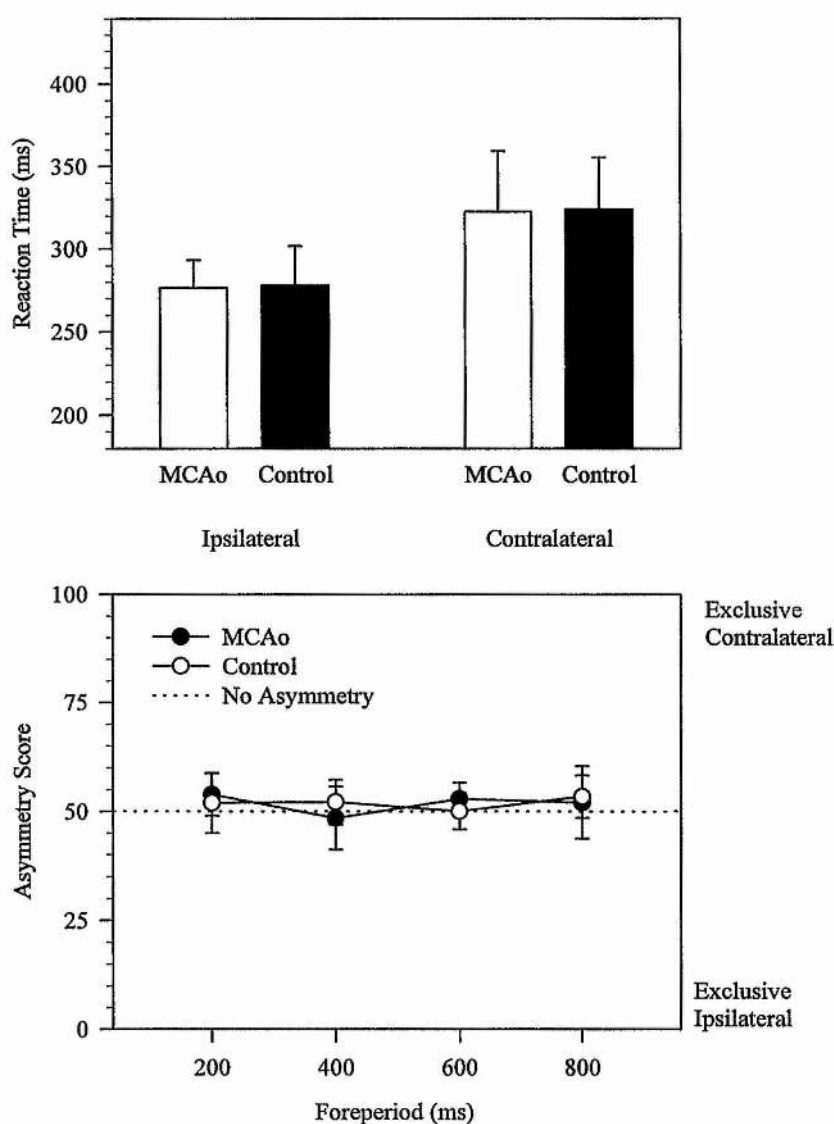 400
350
300
250
200
Reaction Time (ms)
MCAo Control MCAo Control
Ipsilateral Contralateral
100
75
50
25
0
Asymmetry Score
MCAo
Control
No Asymmetry
Exclusive
Contralateral
Exclusive
Ipsilateral
200 400 600 800
Foreperiod (ms)